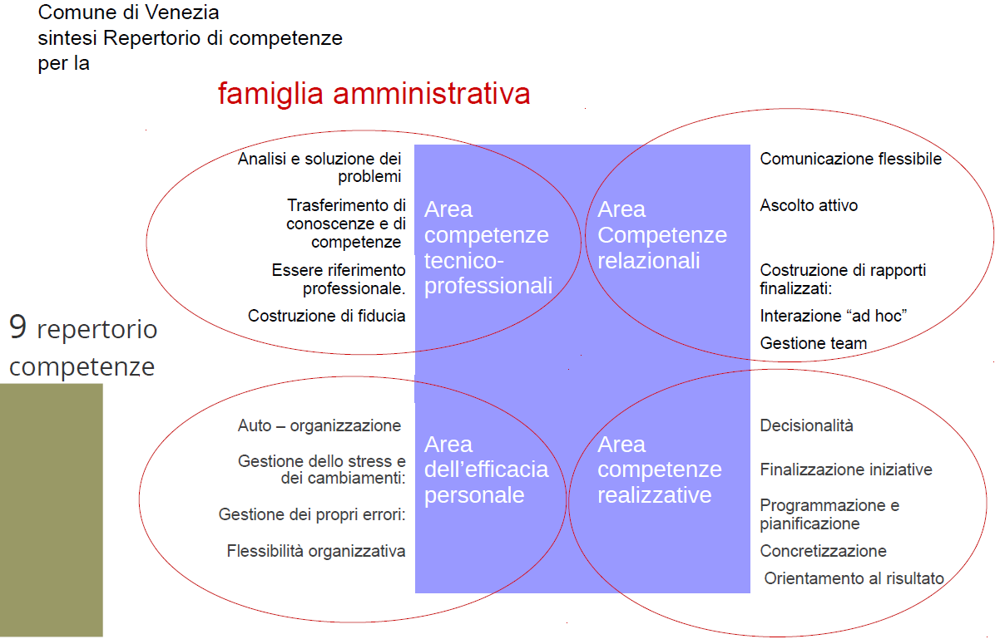 Comune di Venezia
sintesi Repertorio di competenze
per la
famiglia amministrativa
Analisi e soluzione dei
problemi
Trasferimento di
conoscenze e di
competenze
Essere riferimento
professionale.
Costruzione di fiducia
Area
competenze
tecnico-
professionali
Area
Competenze
relazionali
Comunicazione flessibile
Ascolto attivo
Costruzione di rapporti
finalizzati:
Interazione “ad hoc”
Gestione team
9 repertorio
competenze
Auto – organizzazione
Gestione dello stress e
dei cambiamenti:
Gestione dei propri errori:
Flessibilità organizzativa
Area
dell’efficacia
personale
Area
competenze
realizzative
Decisionalità
Finalizzazione iniziative
Programmazione e
pianificazione
Concretizzazione
Orientamento al risultato